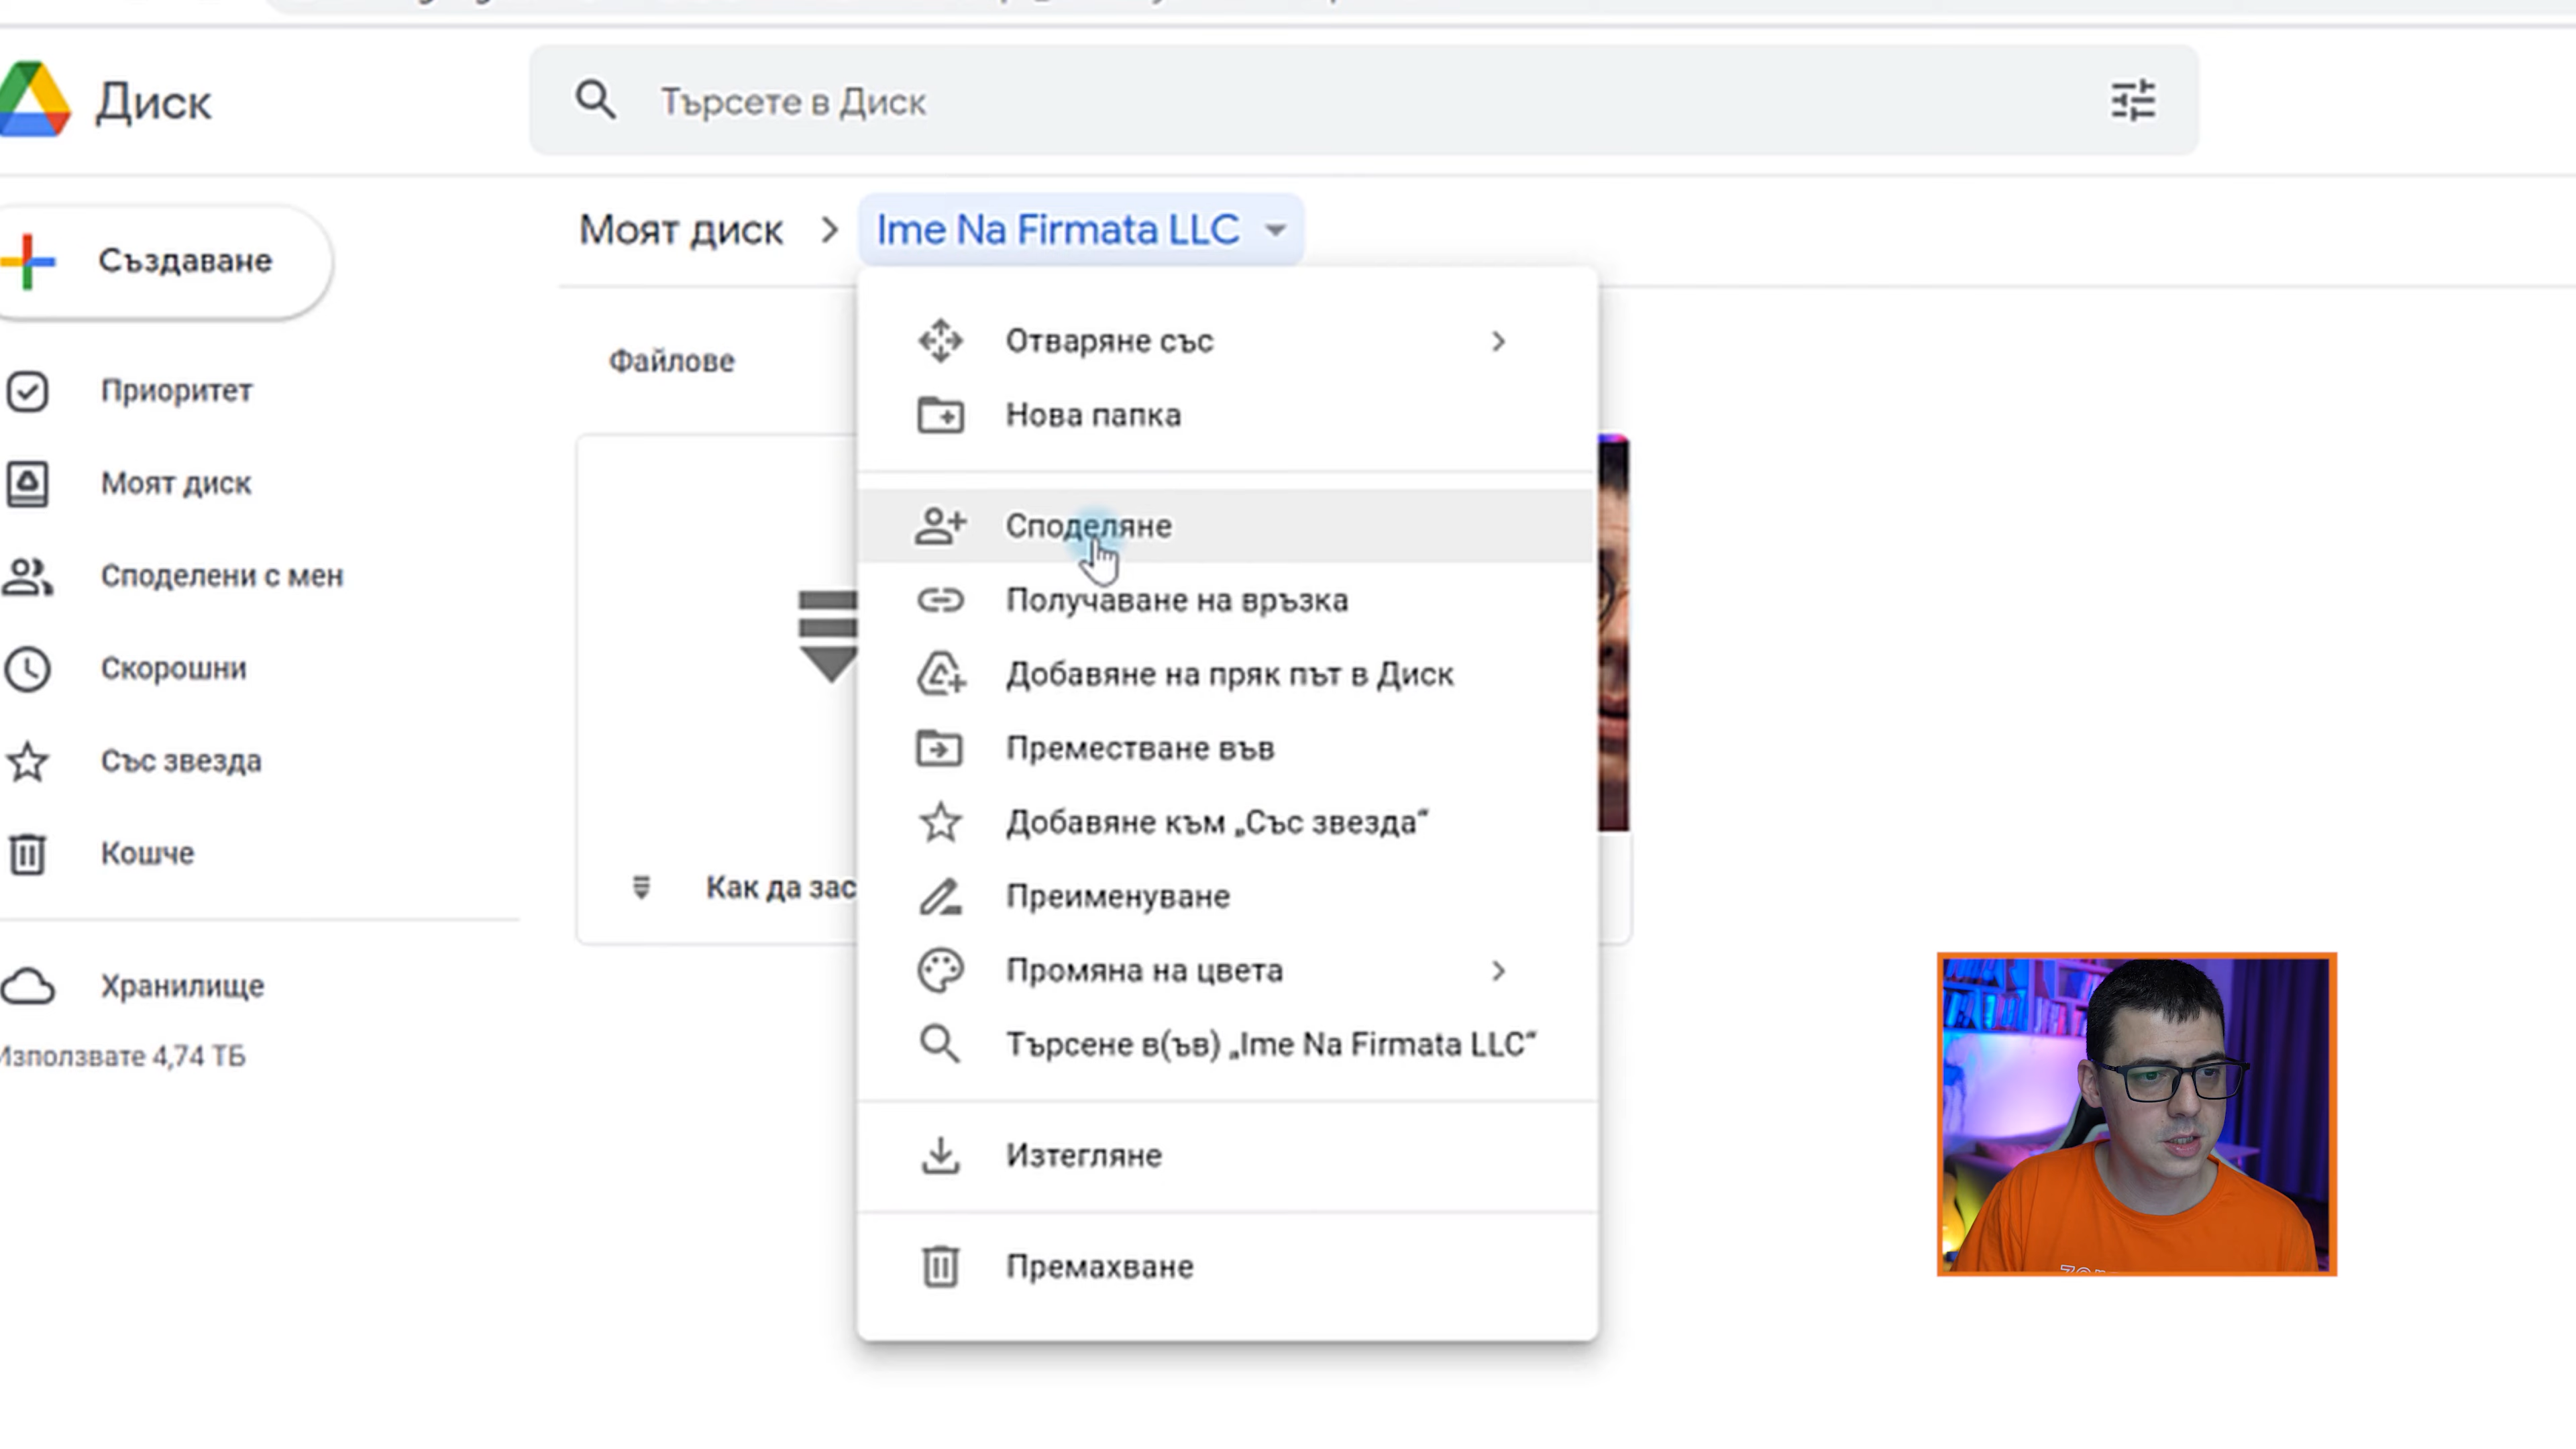 Диск
Търсете в Диск
Създаване
Моят диск
Ime Na Firmata LLC
Приоритет
Моят диск
Споделени с мен
Скорошни
Със звезда
Кошче
Хранилище
Използвате 4,74 ТБ
Файлове
Как да зас
Отваряне със
Нова папка
Споделяне
Получаване на връзка
Добавяне на пряк път в Диск
Преместване във
Добавяне към „Със звезда“
Преименуване
Промяна на цвета
Търсене в(ъв) „Ime Na Firmata LLC“
Изтегляне
Премахване